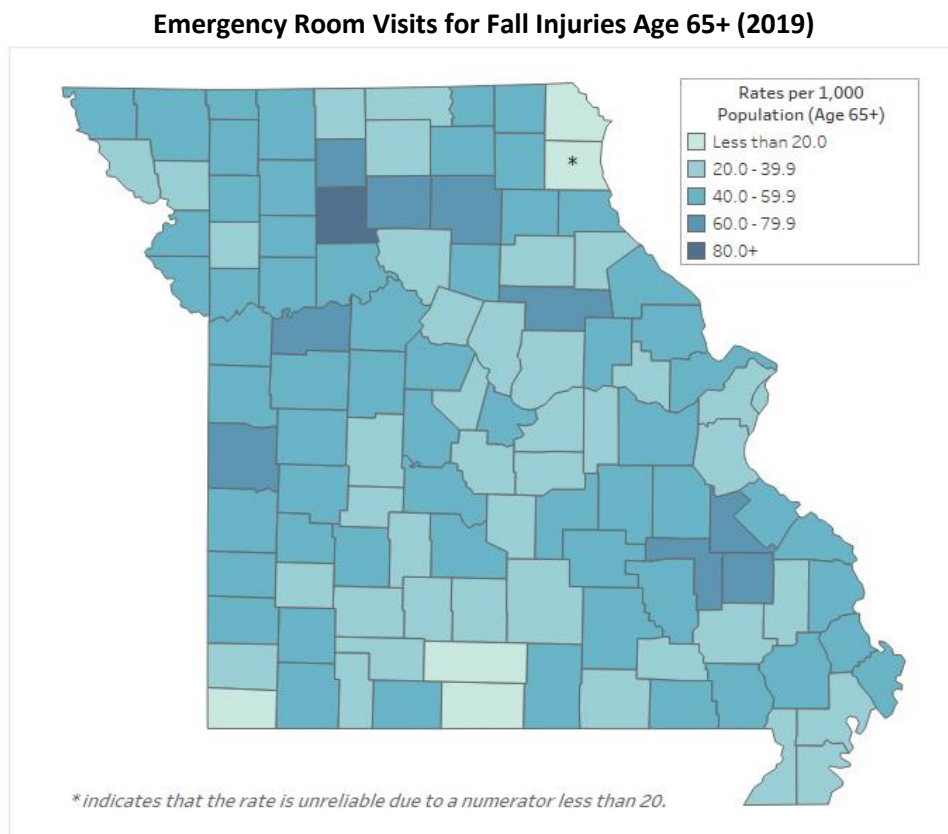 Emergency Room Visits for Fall Injuries Age 65+ (2019)
Rates per 1,000
Population (Age 65+)
Less than 20.0
20.0 - 39.9
40.0 - 59.9
60.0 - 79.9
80.0+
*
* indicates that the rate is unreliable due to a numerator less than 20.